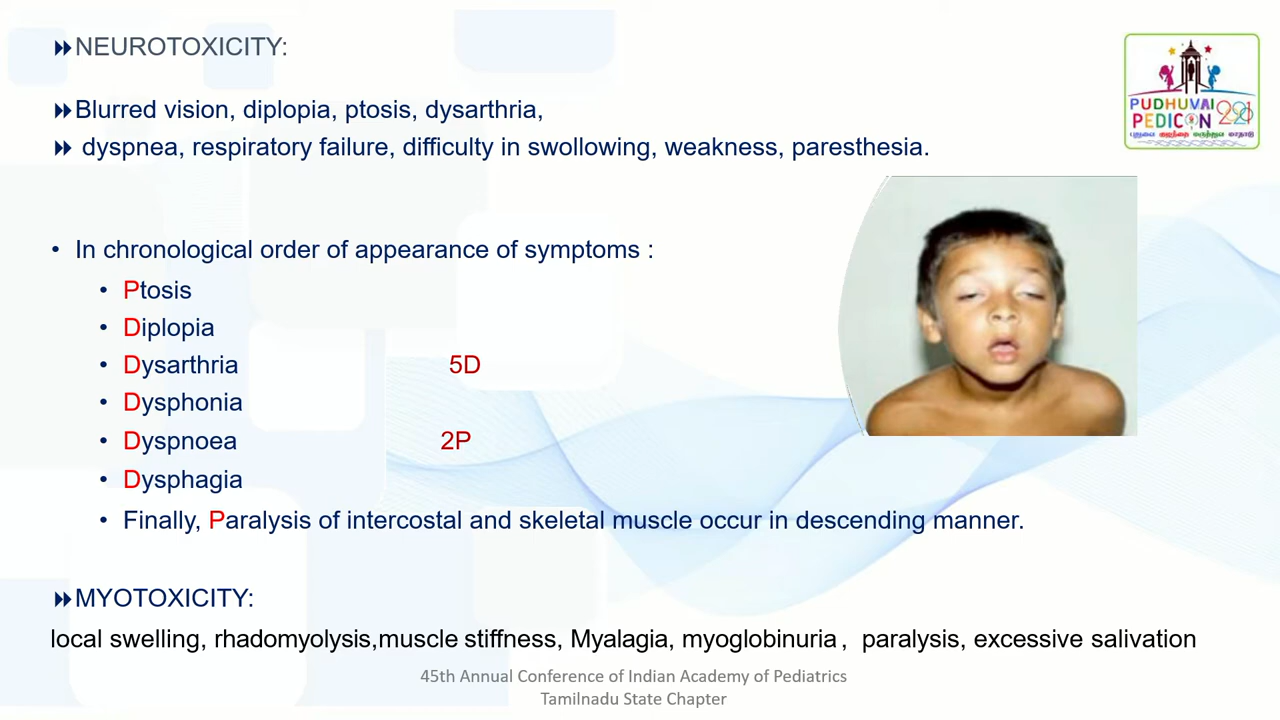 NEUROTOXICITY:
PUDHUVAI
PEDICON 2021
Blurred vision, diplopia, ptosis, dysarthria,
dyspnea, respiratory failure, difficulty in swollowing, weakness, paresthesia.
• In chronological order of appearance of symptoms :
• Ptosis
• Diplopia
• Dysarthria 5D
• Dysphonia
• Dyspnoea 2P
• Dysphagia
• Finally, Paralysis of intercostal and skeletal muscle occur in descending manner.
MYOTOXICITY:
local swelling, rhadomyolysis,muscle stiffness, Myalagia, myoglobinuria , paralysis, excessive salivation
45th Annual Conference of Indian Academy of Pediatrics
Tamilnadu State Chapter